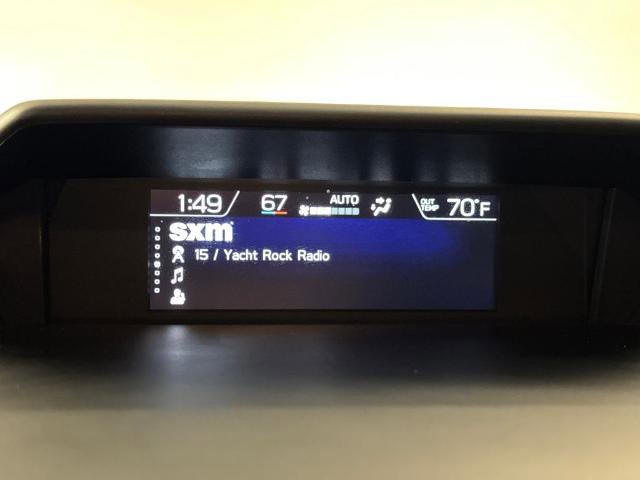 1:49 67 AUTO OUT TEMP 70°F
sxm
15 / Yacht Rock Radio